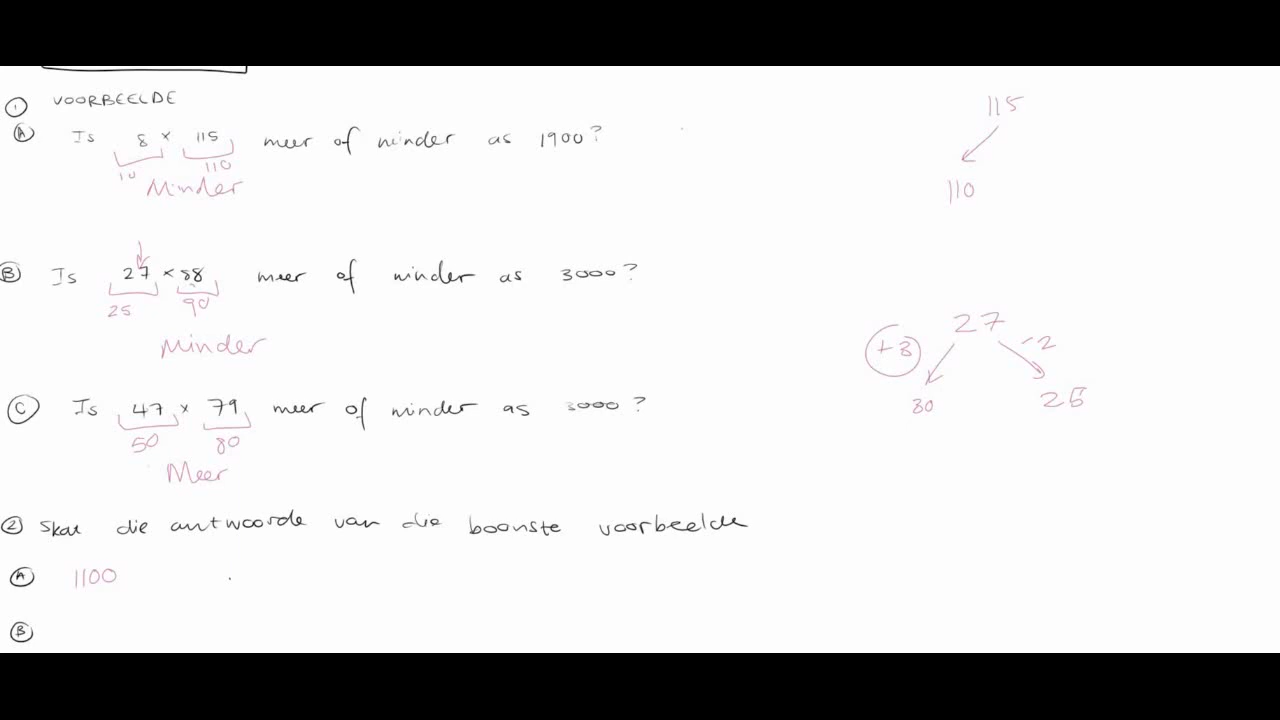 ① VOORBEELDE
Ⓐ Is 8 × 115 meer of minder as 1900?
10 110
Minder
Ⓑ Is 27 × 88 meer of minder as 3000?
25 90
Minder
Ⓒ Is 47 × 79 meer of minder as 3000?
50 80
Meer
② Skat die antwoorde van die boonste voorbeelde
Ⓐ 1100
Ⓑ
115
110
27
+3 -2
30 25